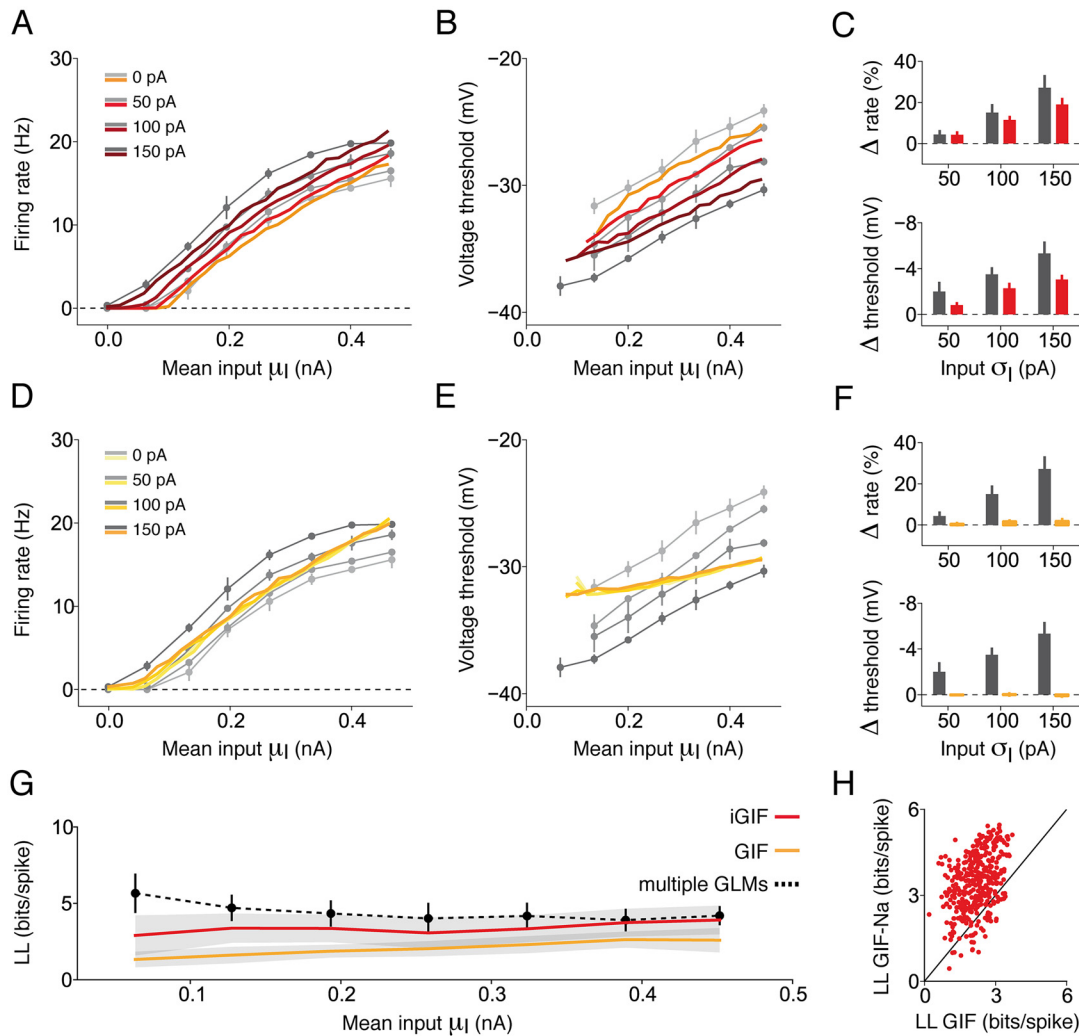 A
B
C
30
20
10
0
Firing rate (Hz)
0 pA
50 pA
100 pA
150 pA
0.0
0.2
0.4
Mean input μI (nA)
−20
−30
−40
Voltage threshold (mV)
0.0
0.2
0.4
Mean input μI (nA)
40
20
0
Δ rate (%)
50
100
150
−8
−4
0
Δ threshold (mV)
50
100
150
Input σI (pA)
D
E
F
30
20
10
0
Firing rate (Hz)
0 pA
50 pA
100 pA
150 pA
0.0
0.2
0.4
Mean input μI (nA)
−20
−30
−40
Voltage threshold (mV)
0.0
0.2
0.4
Mean input μI (nA)
40
20
0
Δ rate (%)
50
100
150
-8
-4
0
Δ threshold (mV)
50
100
150
Input σI (pA)
G
H
10
5
0
LL (bits/spike)
iGIF
GIF
multiple GLMs
0.1
0.2
0.3
0.4
0.5
Mean input μI (nA)
6
3
0
LL GIF-Na (bits/spike)
0
3
6
LL GIF (bits/spike)